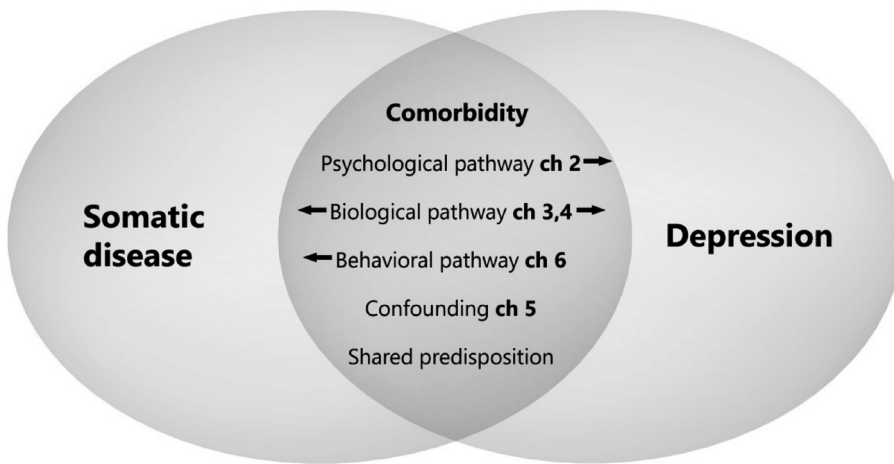 Comorbidity
Psychological pathway ch 2
Somatic
disease
Biological pathway ch 3,4
Behavioral pathway ch 6
Confounding ch 5
Shared predisposition
Depression